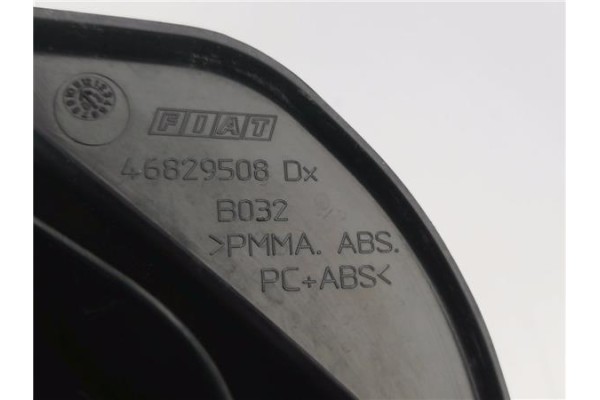 FIAT
46829508 Dx
B032
>PMMA. ABS.
PC+ABS<